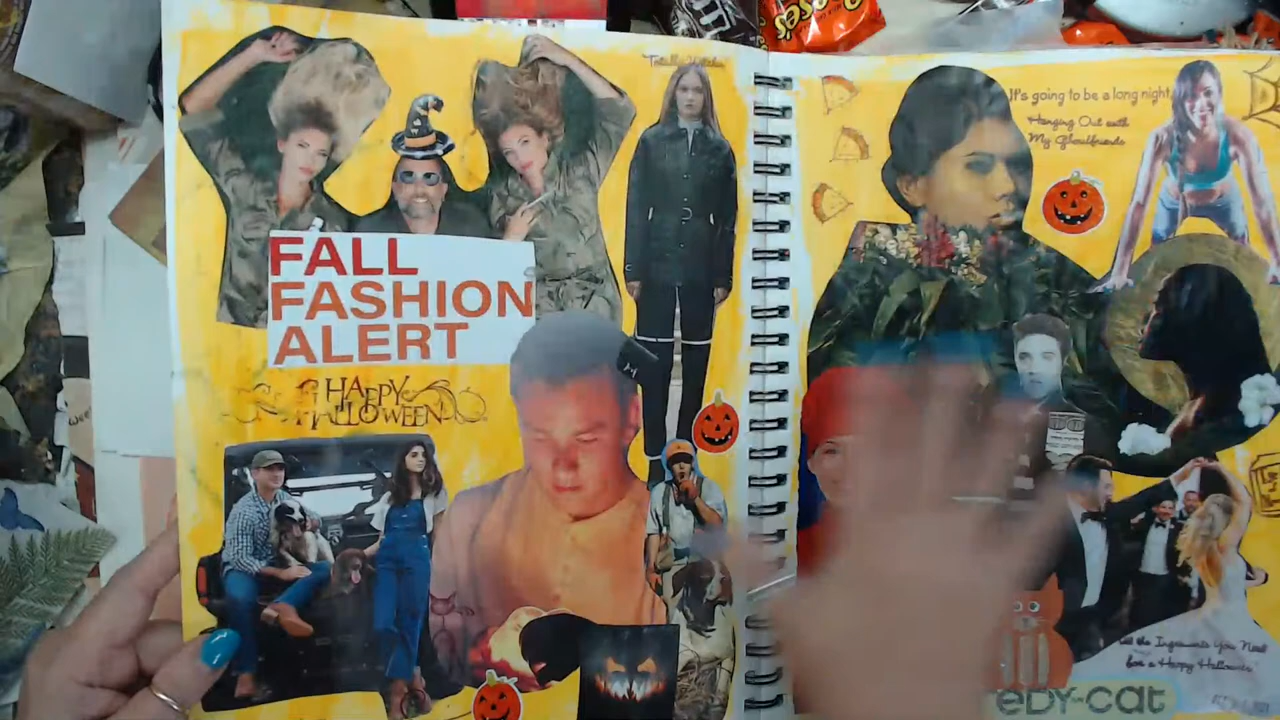 Reese's
FALL
FASHION
ALERT
HAPPY
HALLOWEEN
It's going to be a long night
Hanging Out with
My Ghoulfriends
all the Ingredients You Need
for a Happy Halloween
EDY-CAT